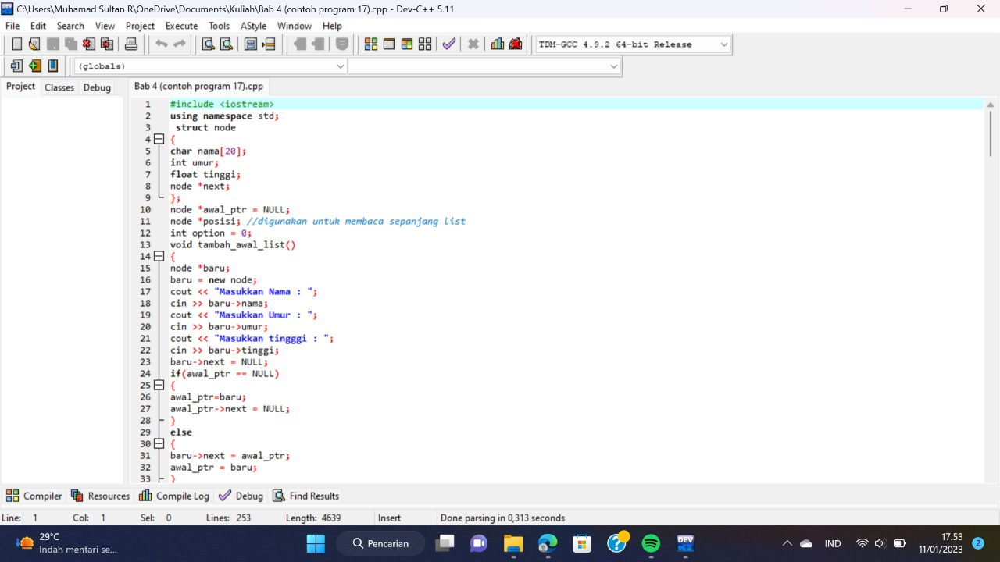 C:\Users\Muhamad Sultan R\OneDrive\Documents\Kuliah\Bab 4 (contoh program 17).cpp - Dev-C++ 5.11
File Edit Search View Project Execute Tools AStyle Window Help
TDM-GCC 4.9.2 64-bit Release
(globals)
Project Classes Debug
Bab 4 (contoh program 17).cpp
1 #include <iostream>
2 using namespace std;
3 struct node
4 {
5 char nama[20];
6 int umur;
7 float tinggi;
8 node *next;
9 };
10 node *awal_ptr = NULL;
11 node *posisi; //digunakan untuk membaca sepanjang list
12 int option = 0;
13 void tambah_awal_list()
14 {
15 node *baru;
16 baru = new node;
17 cout << "Masukkan Nama : ";
18 cin >> baru->nama;
19 cout << "Masukkan Umur : ";
20 cin >> baru->umur;
21 cout << "Masukkan tingggi : ";
22 cin >> baru->tinggi;
23 baru->next = NULL;
24 if(awal_ptr == NULL)
25 {
26 awal_ptr=baru;
27 awal_ptr->next = NULL;
28 }
29 else
30 {
31 baru->next = awal_ptr;
32 awal_ptr = baru;
33 }
Compiler Resources Compile Log Debug Find Results
Line: 1 Col: 1 Sel: 0 Lines: 253 Length: 4639 Insert Done parsing in 0,313 seconds
29°C
Indah mentari se...
Pencarian
DEV C++
IND
17.53
11/01/2023
2